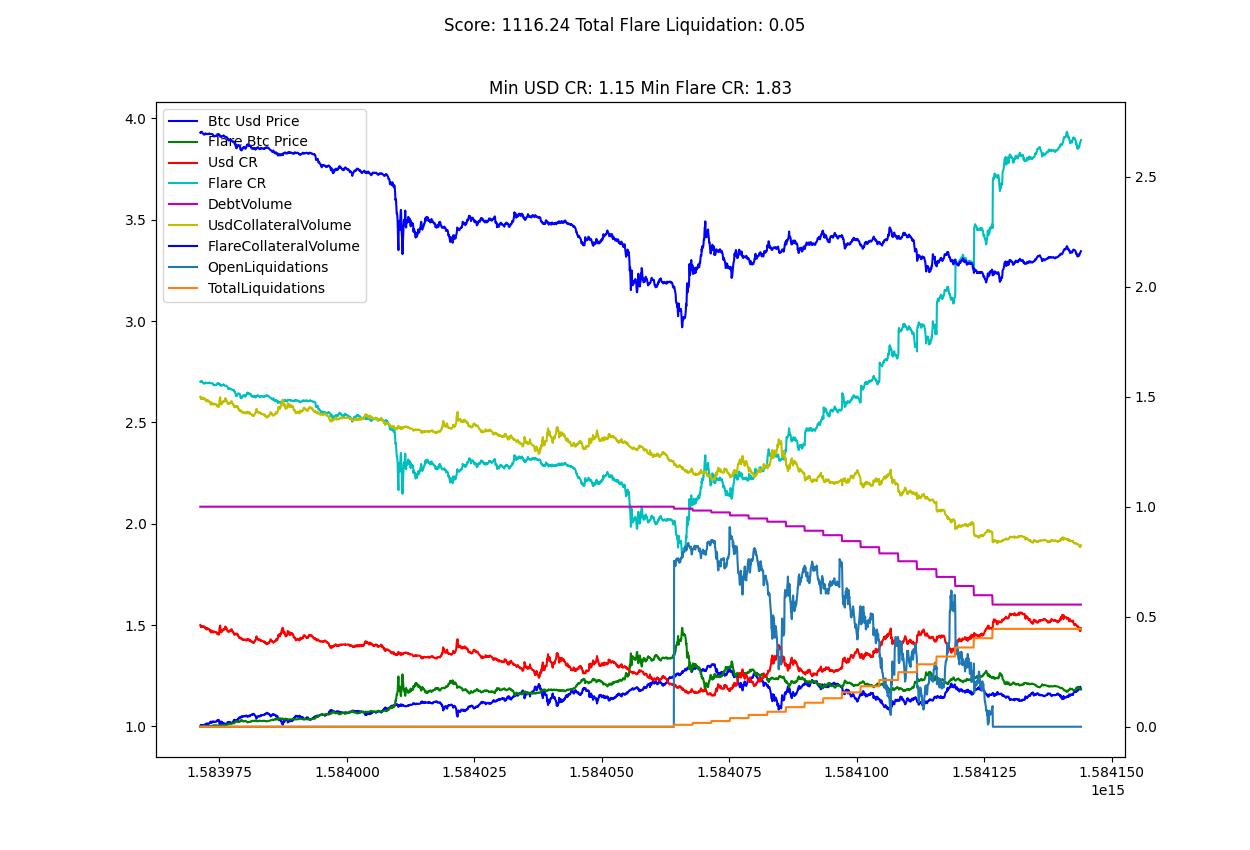 Score: 1116.24 Total Flare Liquidation: 0.05
Min USD CR: 1.15 Min Flare CR: 1.83
Btc Usd Price
Flare Btc Price
Usd CR
Flare CR
DebtVolume
UsdCollateralVolume
FlareCollateralVolume
OpenLiquidations
TotalLiquidations
4.0
3.5
3.0
2.5
2.0
1.5
1.0
2.5
2.0
1.5
1.0
0.5
0.0
1.583975 1.584000 1.584025 1.584050 1.584075 1.584100 1.584125 1.584150
1e15